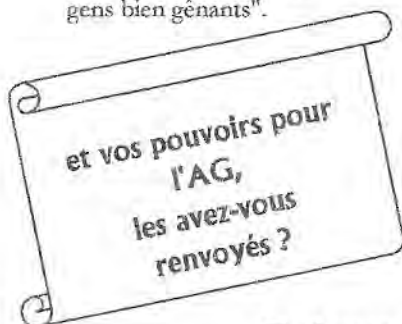 gens bien gênants".
et vos pouvoirs pour
l'AG,
les avez-vous
renvoyés ?